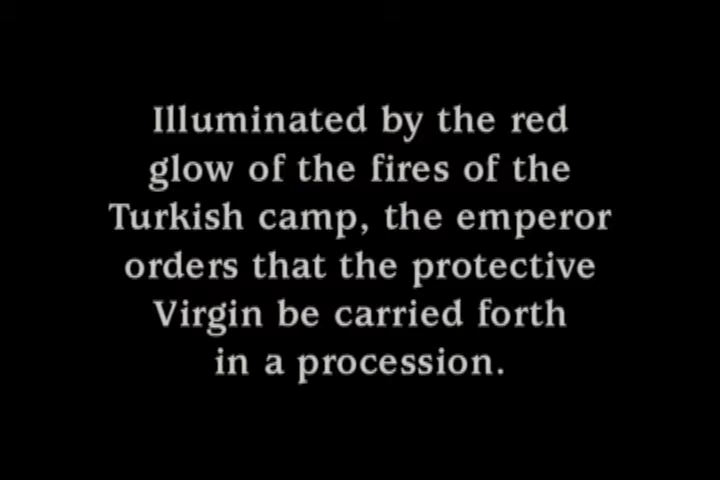 Illuminated by the red
glow of the fires of the
Turkish camp, the emperor
orders that the protective
Virgin be carried forth
in a procession.